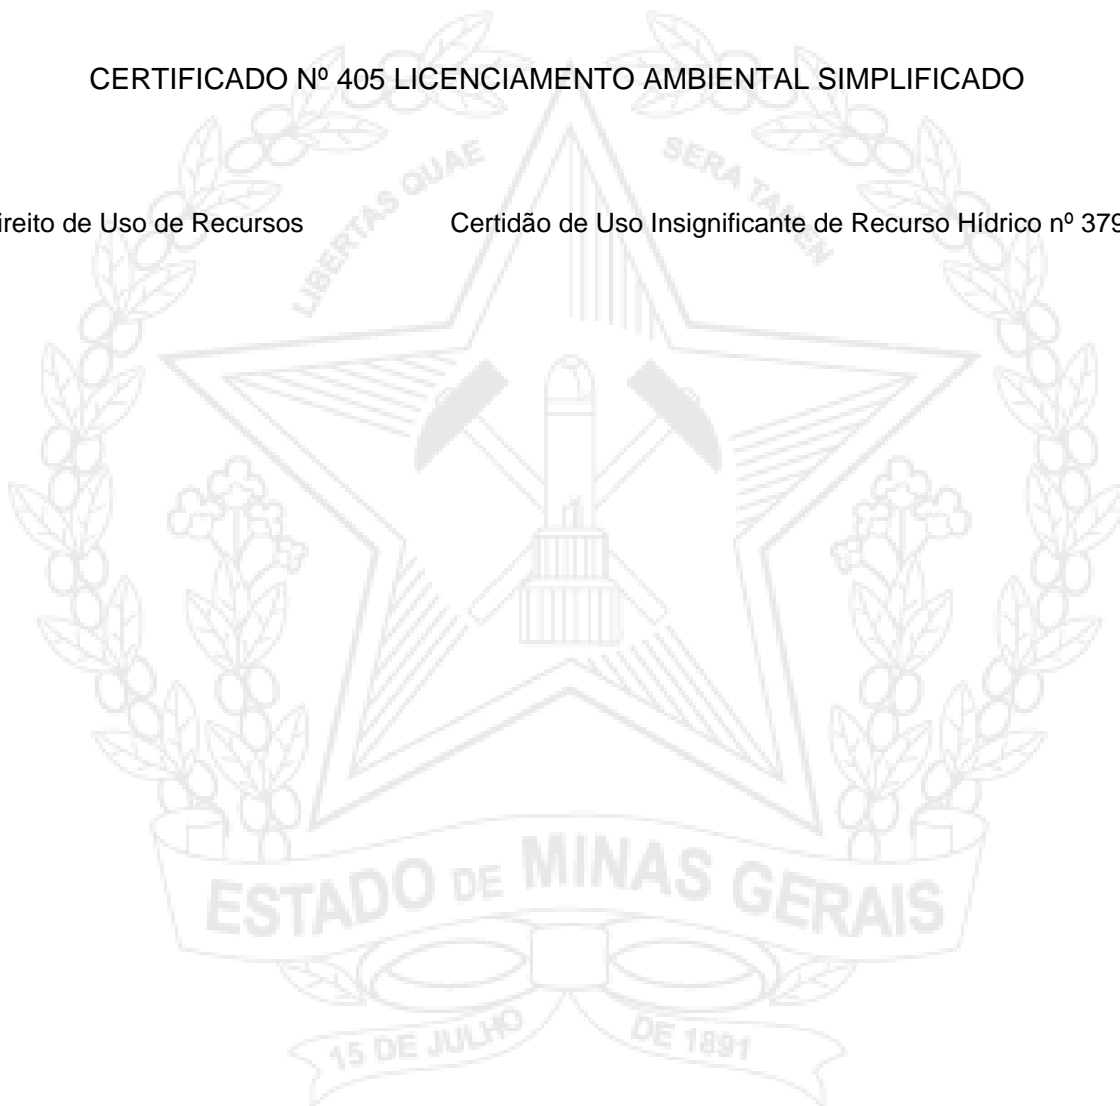 CERTIFICADO Nº 405 LICENCIAMENTO AMBIENTAL SIMPLIFICADO
LIBERTAS QUAE SERA TAMEN
ireito de Uso de Recursos Certidão de Uso Insignificante de Recurso Hídrico nº 379
ESTADO DE MINAS GERAIS
15 DE JULHO DE 1891